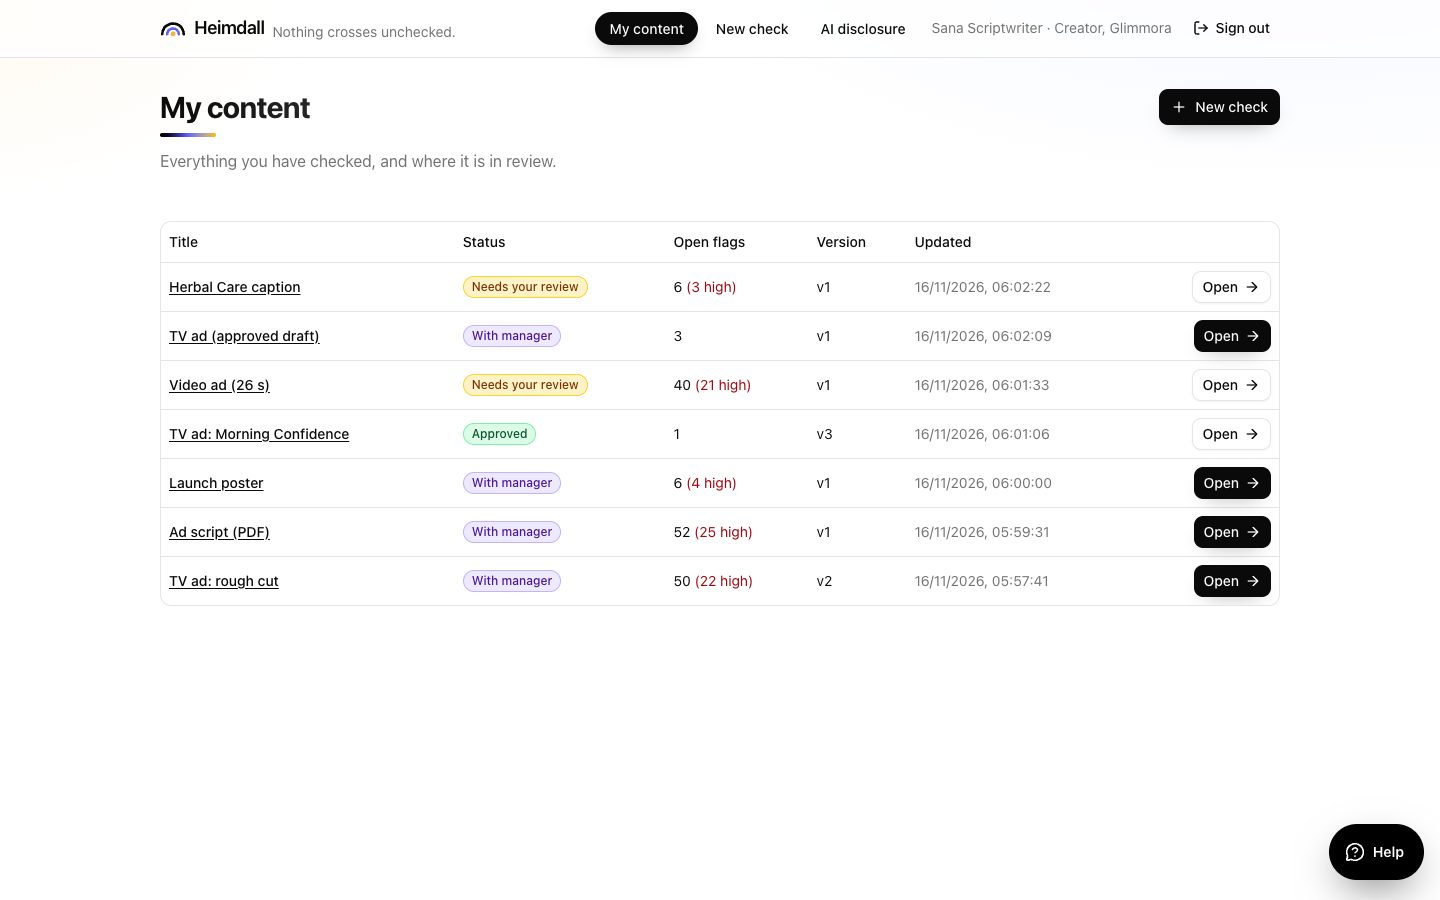 Heimdall Nothing crosses unchecked. My content New check AI disclosure Sana Scriptwriter · Creator, Glimmora Sign out
My content
New check
Everything you have checked, and where it is in review.
Title Status Open flags Version Updated
Herbal Care caption Needs your review 6 (3 high) v1 16/11/2026, 06:02:22 Open
TV ad (approved draft) With manager 3 v1 16/11/2026, 06:02:09 Open
Video ad (26 s) Needs your review 40 (21 high) v1 16/11/2026, 06:01:33 Open
TV ad: Morning Confidence Approved 1 v3 16/11/2026, 06:01:06 Open
Launch poster With manager 6 (4 high) v1 16/11/2026, 06:00:00 Open
Ad script (PDF) With manager 52 (25 high) v1 16/11/2026, 05:59:31 Open
TV ad: rough cut With manager 50 (22 high) v2 16/11/2026, 05:57:41 Open
Help